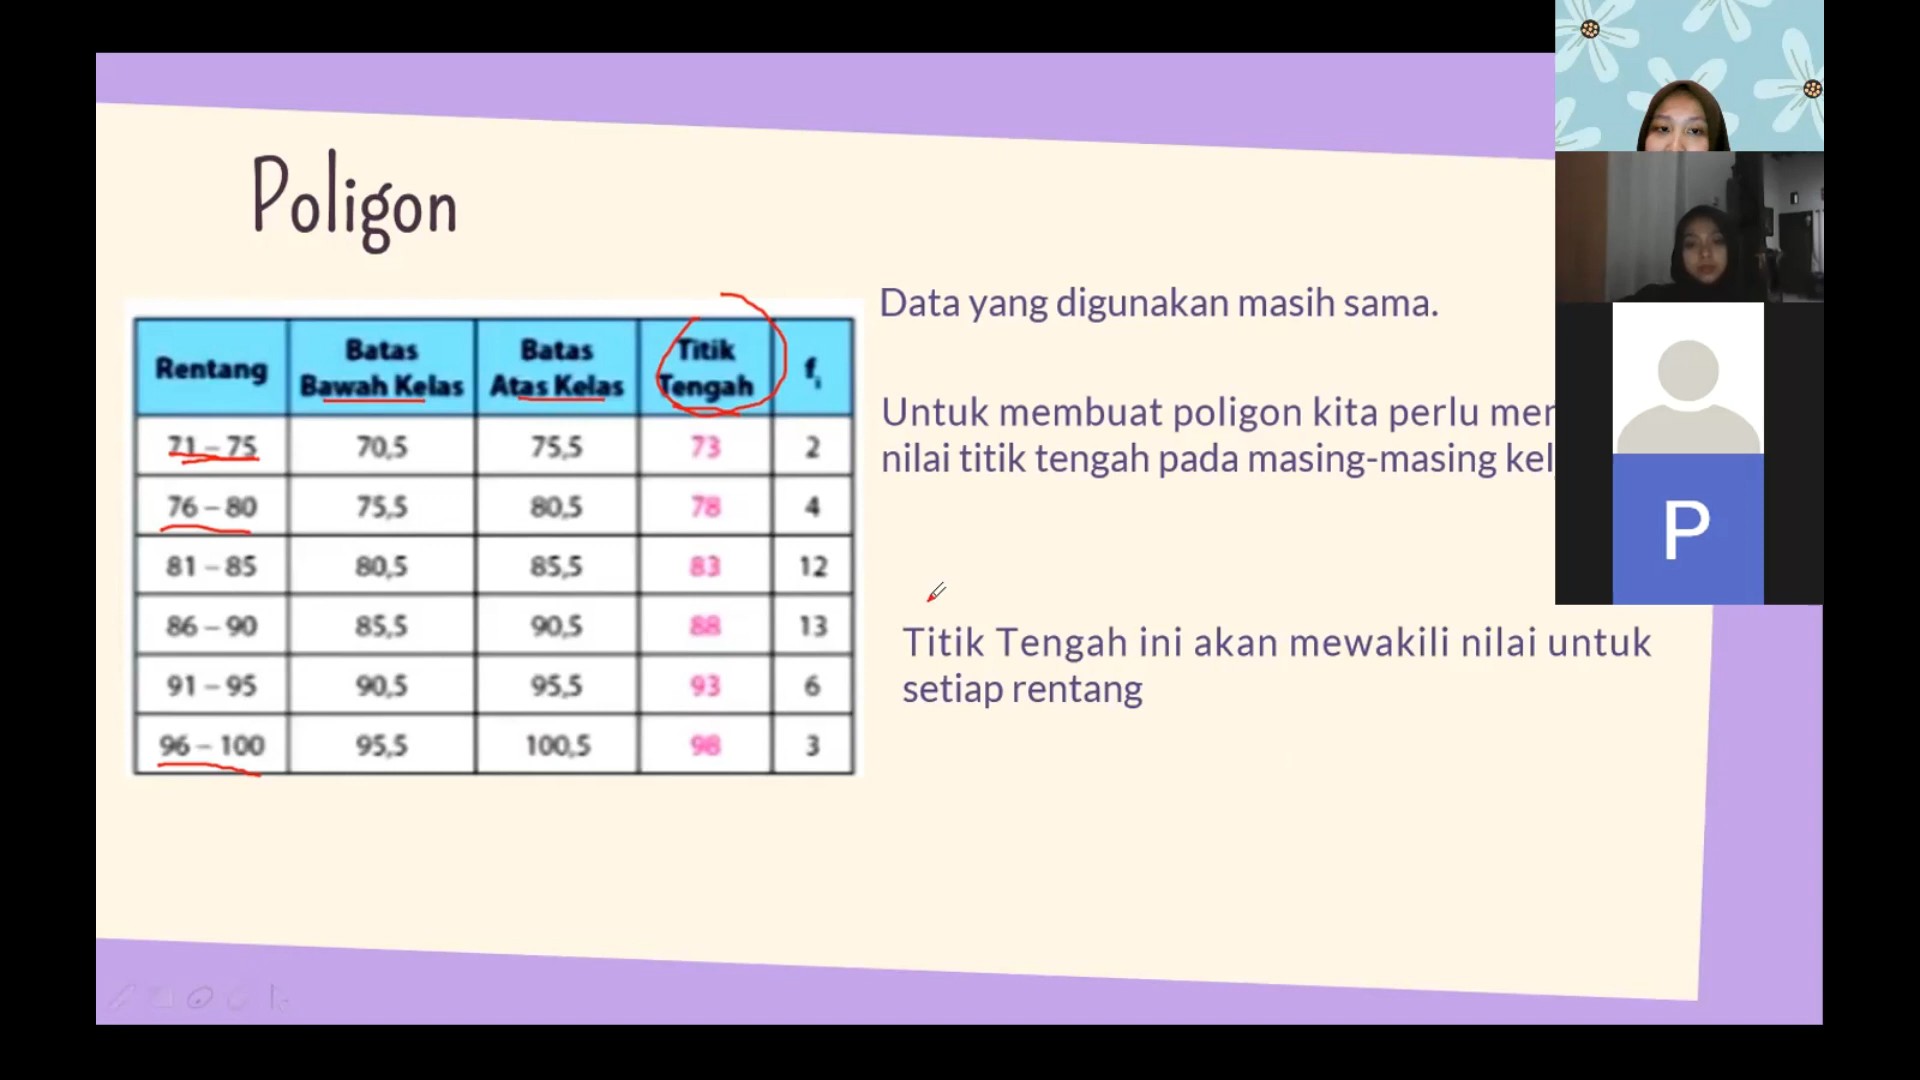 Poligon
Data yang digunakan masih sama.
Rentang Batas Bawah Kelas Batas Atas Kelas Titik Tengah fi
71 – 75 70,5 75,5 73 2
76 – 80 75,5 80,5 78 4
81 – 85 80,5 85,5 83 12
86 – 90 85,5 90,5 88 13
91 – 95 90,5 95,5 93 6
96 – 100 95,5 100,5 98 3
Untuk membuat poligon kita perlu
nilai titik tengah pada masing-masing
Titik Tengah ini akan mewakili nilai untuk
setiap rentang
P